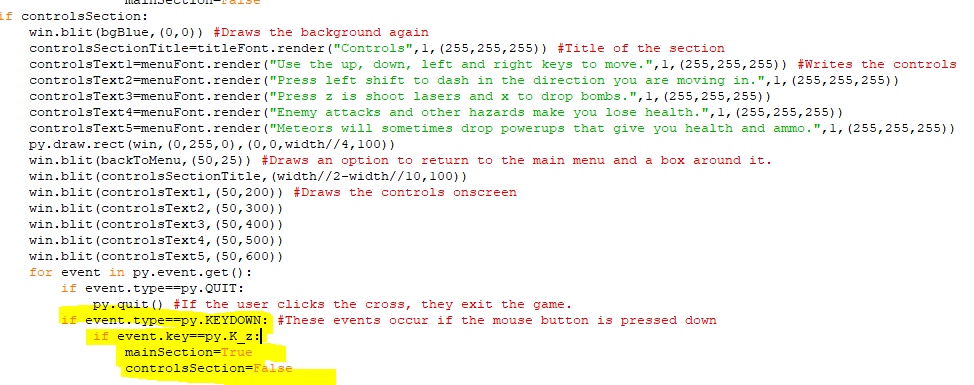 mainSection=False
if controlsSection:
win.blit(bgBlue,(0,0)) #Draws the background again
controlsSectionTitle=titleFont.render("Controls",1,(255,255,255)) #Title of the section
controlsText1=menuFont.render("Use the up, down, left and right keys to move.",1,(255,255,255)) #Writes the controls
controlsText2=menuFont.render("Press left shift to dash in the direction you are moving in.",1,(255,255,255))
controlsText3=menuFont.render("Press z is shoot lasers and x to drop bombs.",1,(255,255,255))
controlsText4=menuFont.render("Enemy attacks and other hazards make you lose health.",1,(255,255,255))
controlsText5=menuFont.render("Meteors will sometimes drop powerups that give you health and ammo.",1,(255,255,255))
py.draw.rect(win,(0,255,0),(0,0,width//4,100))
win.blit(backToMenu,(50,25)) #Draws an option to return to the main menu and a box around it.
win.blit(controlsSectionTitle,(width//2-width//10,100))
win.blit(controlsText1,(50,200)) #Draws the controls onscreen
win.blit(controlsText2,(50,300))
win.blit(controlsText3,(50,400))
win.blit(controlsText4,(50,500))
win.blit(controlsText5,(50,600))
for event in py.event.get():
if event.type==py.QUIT:
py.quit() #If the user clicks the cross, they exit the game.
if event.type==py.KEYDOWN: #These events occur if the mouse button is pressed down
if event.key==py.K_z:
mainSection=True
controlsSection=False